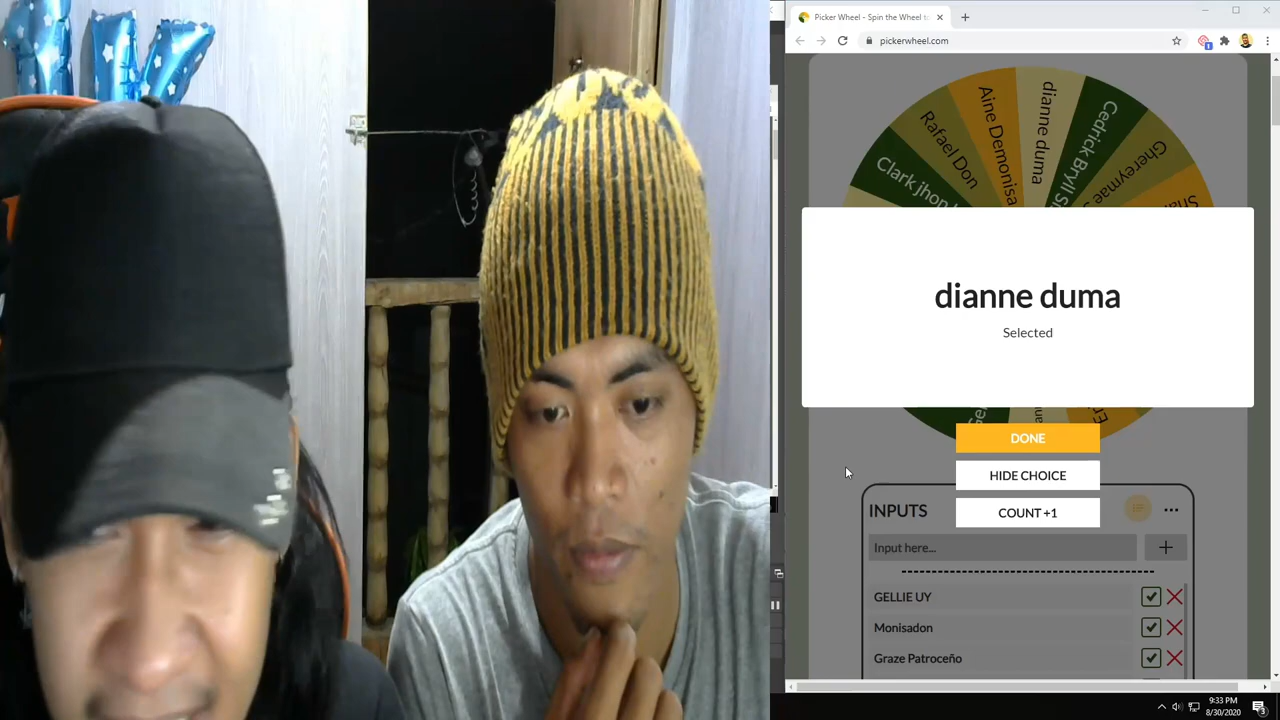 Picker Wheel - Spin the Wheel to
pickerwheel.com
Clark jhon
Rafael Don
Aine Demonisa
dianne duma
Cedrick Bryll
Ghereymae
dianne duma
Selected
DONE
HIDE CHOICE
COUNT +1
INPUTS
Input here...
GELLIE UY
Monisadon
Graze Patroceño
9:33 PM
8/30/2020